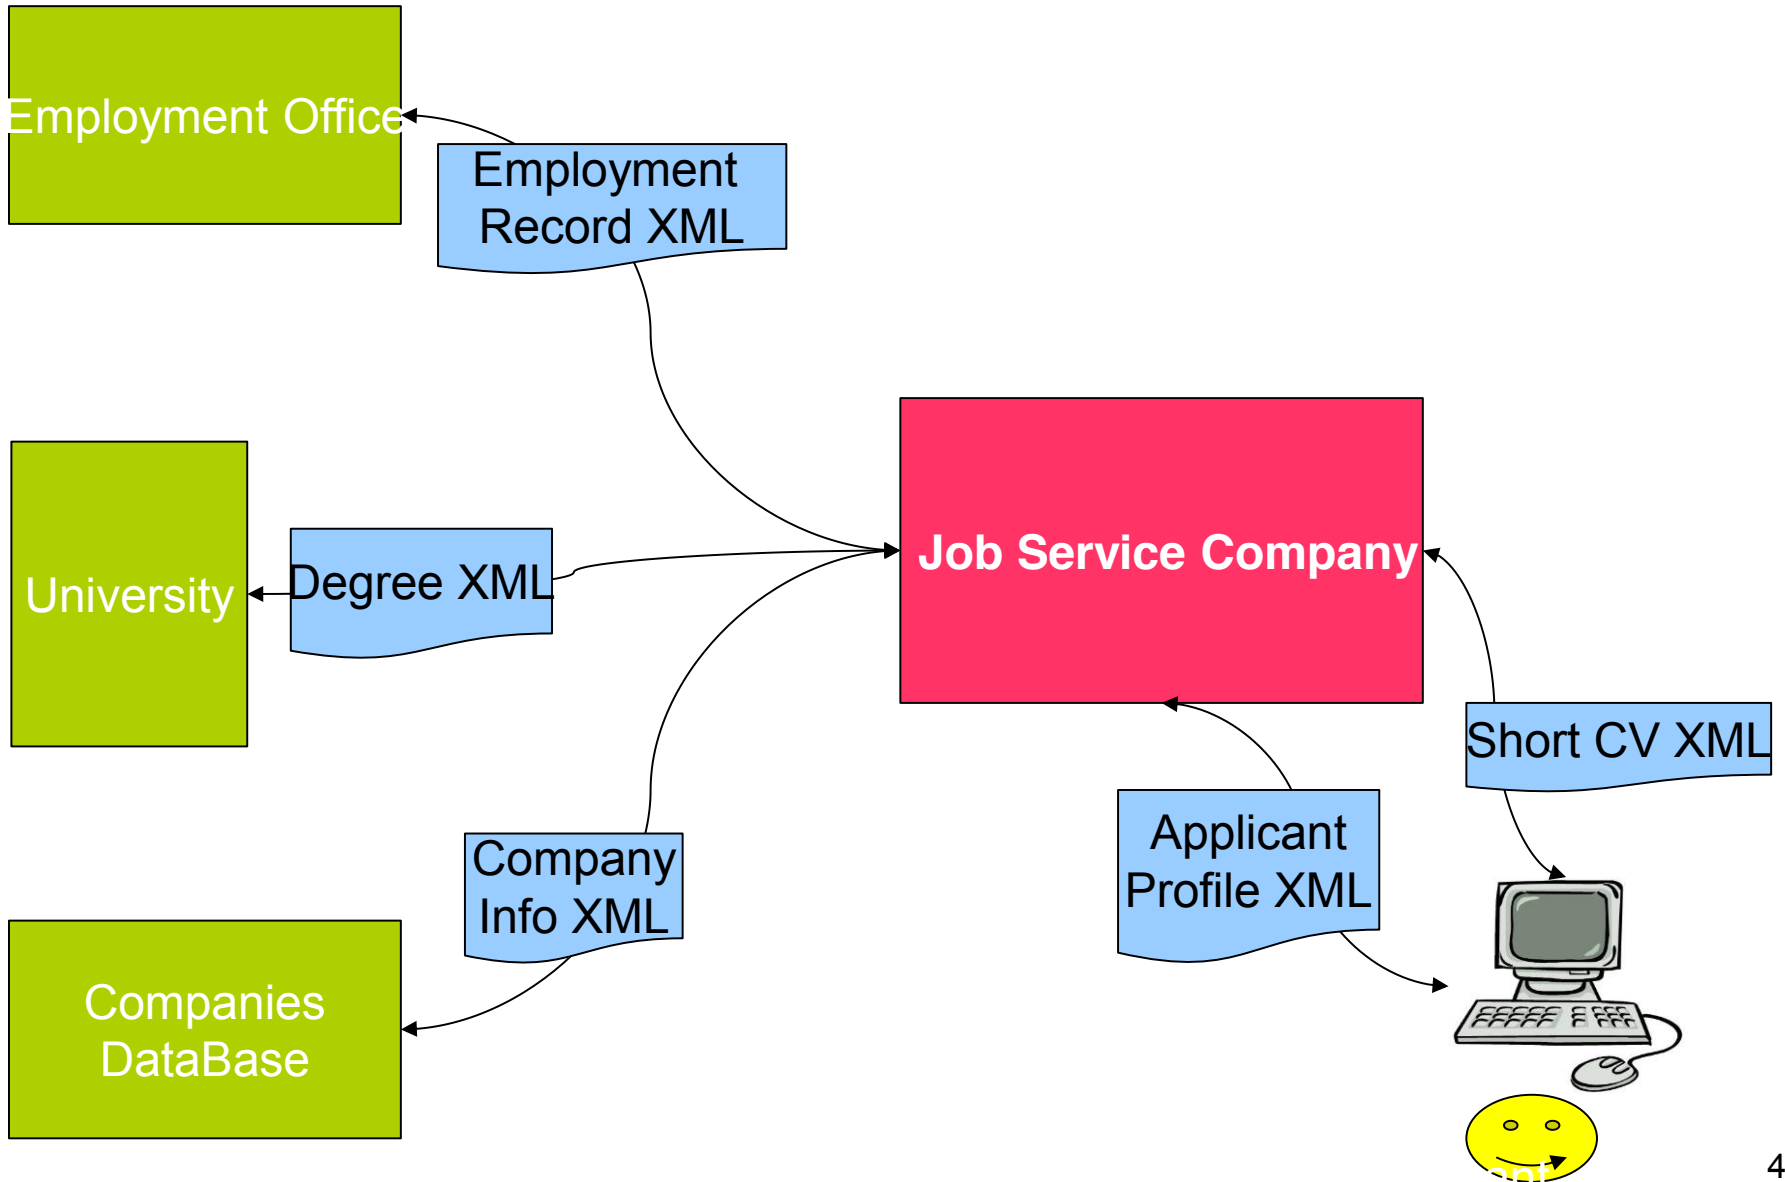 Employment Office
Employment
Record XML
Job Service Company
University
Degree XML
Short CV XML
Applicant
Profile XML
Company
Info XML
Companies
DataBase
4